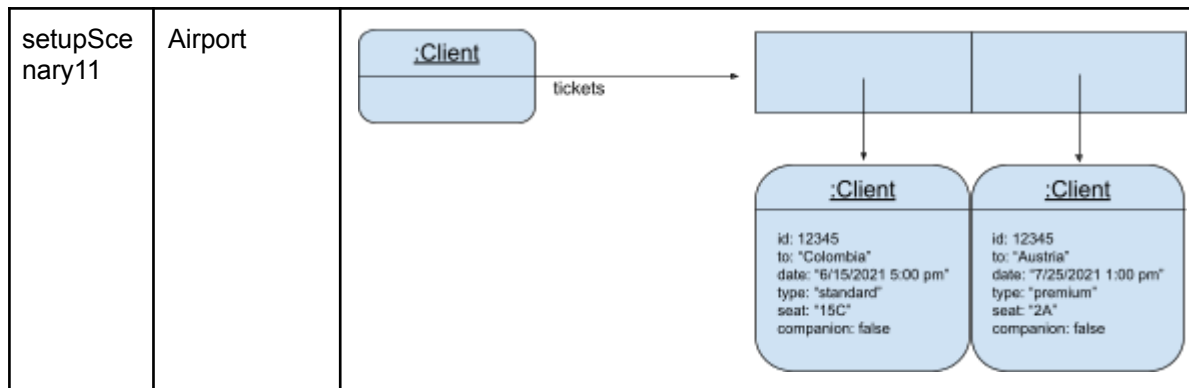 setupSce
nary11
Airport
:Client
tickets
:Client
id: 12345
to: "Colombia"
date: "6/15/2021 5:00 pm"
type: "standard"
seat: "15C"
companion: false
:Client
id: 12345
to: "Austria"
date: "7/25/2021 1:00 pm"
type: "premium"
seat: "2A"
companion: false